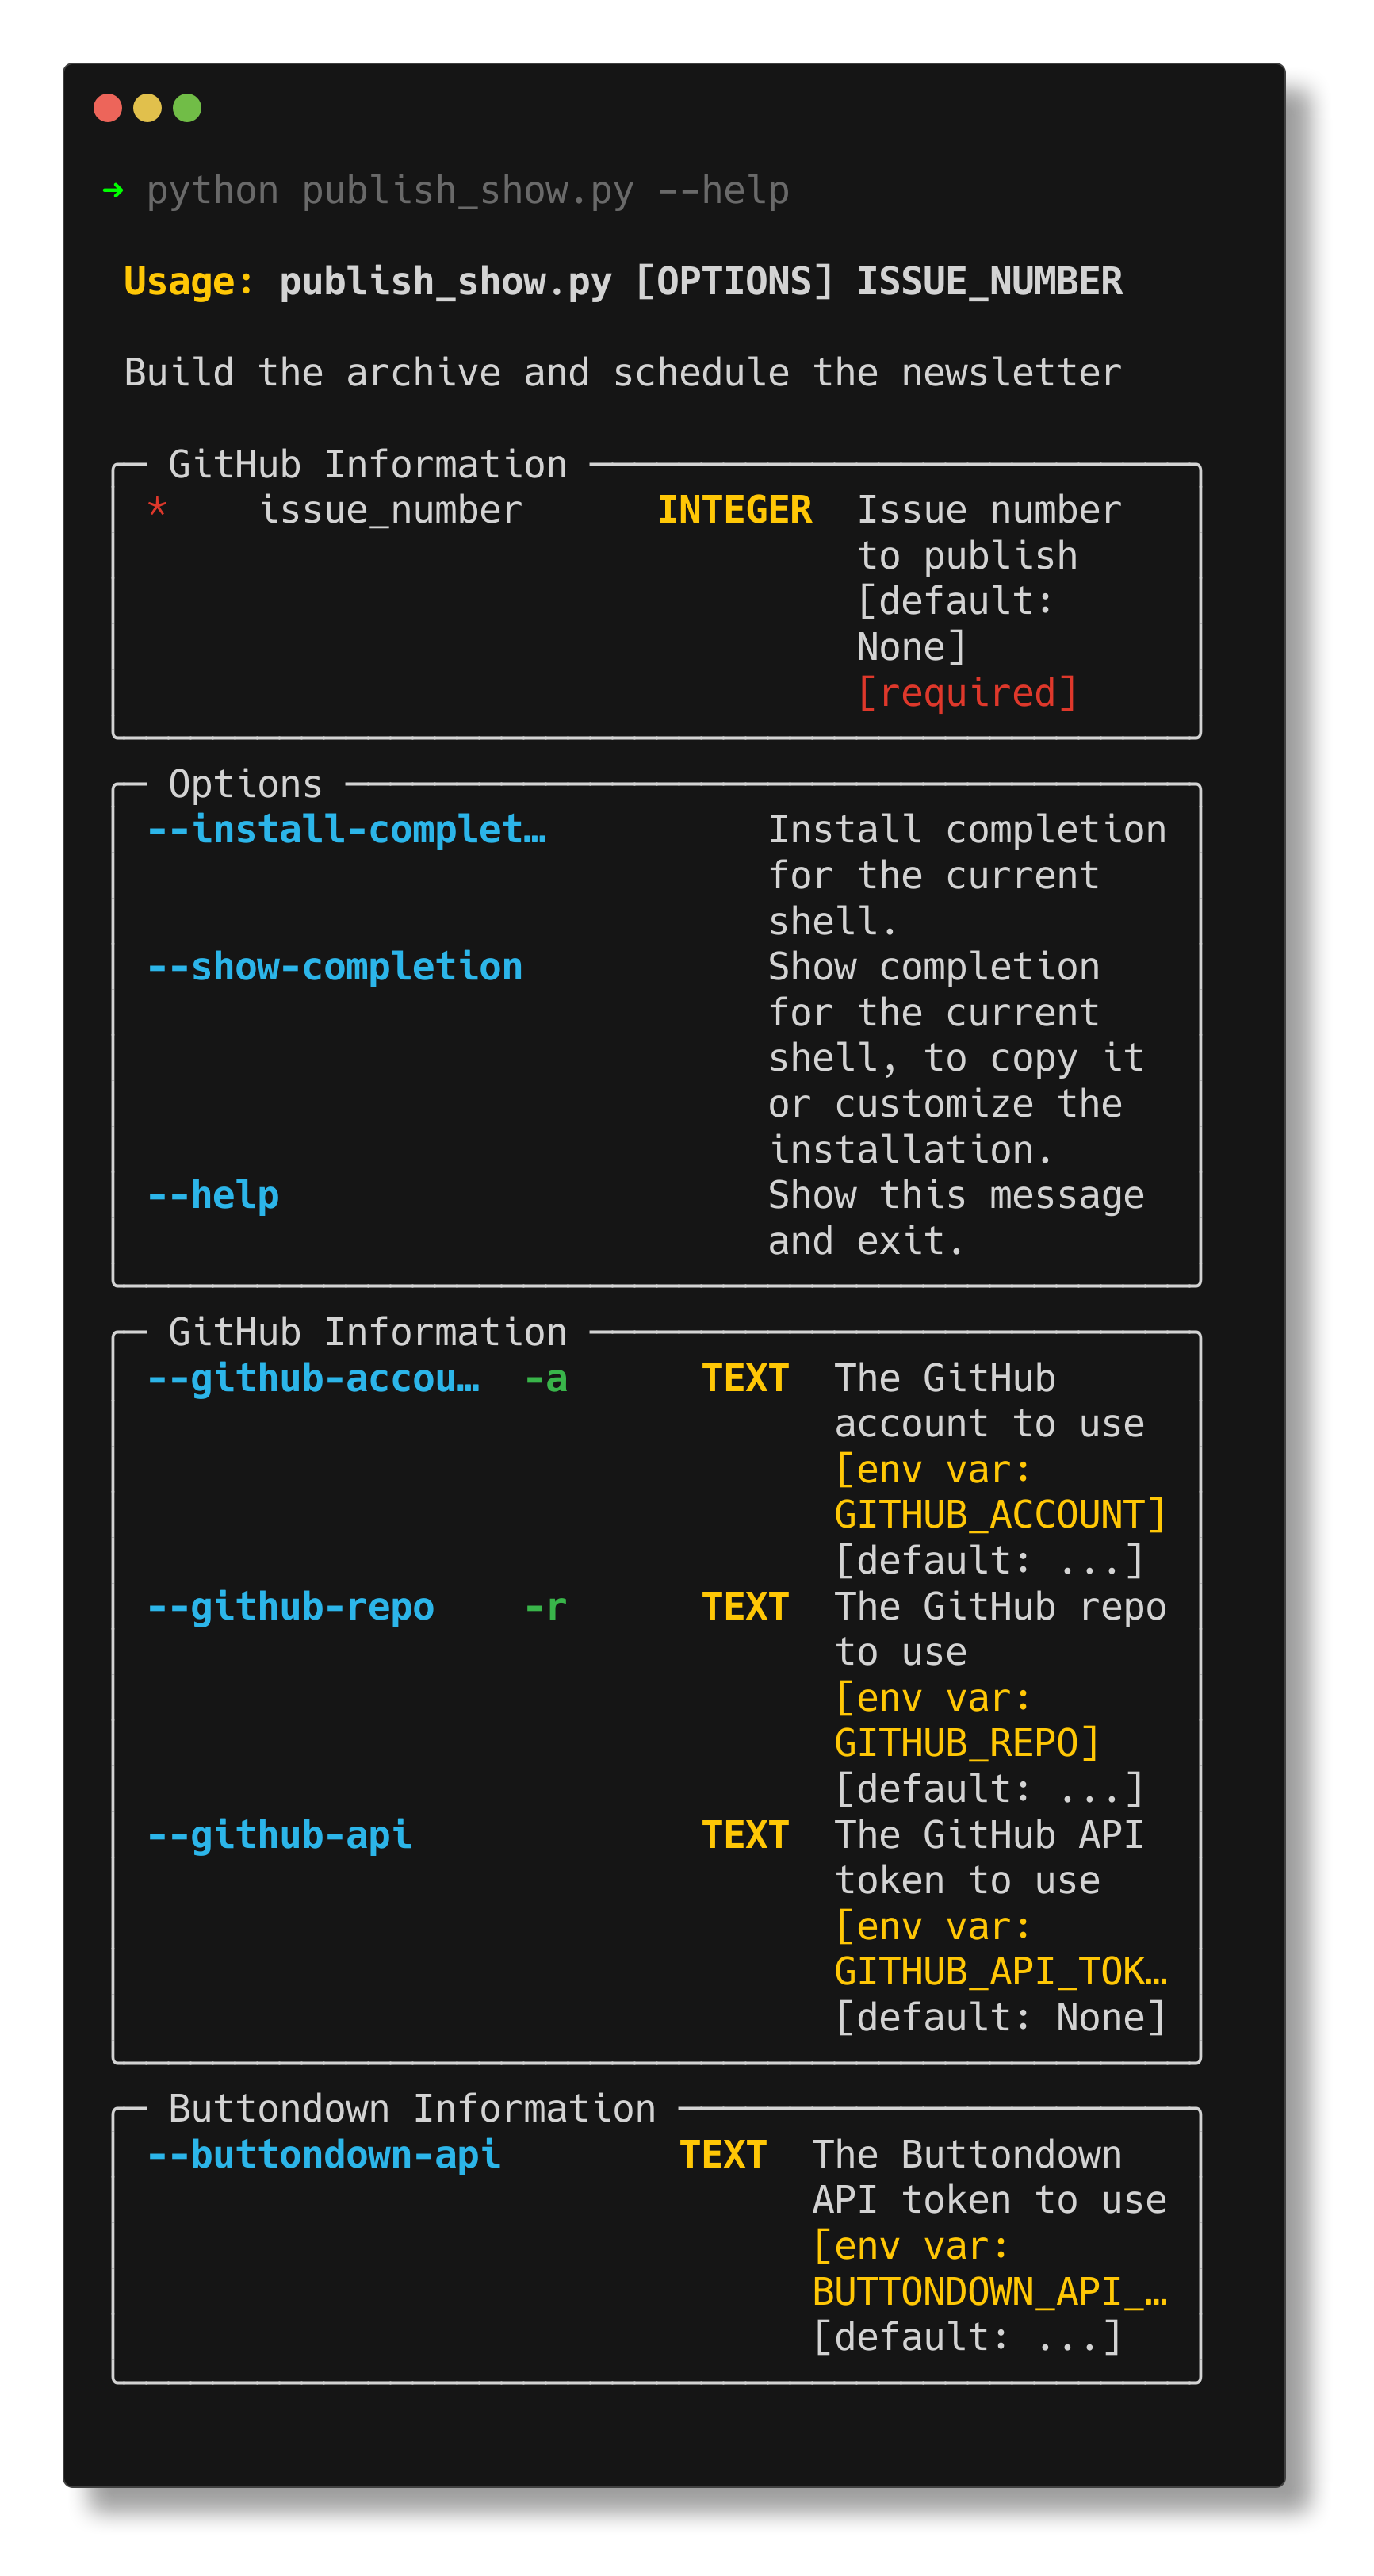 ➜ python publish_show.py --help
Usage: publish_show.py [OPTIONS] ISSUE_NUMBER
Build the archive and schedule the newsletter
GitHub Information
* issue_number INTEGER Issue number
to publish
[default:
None]
[required]
Options
--install-complet… Install completion
for the current
shell.
--show-completion Show completion
for the current
shell, to copy it
or customize the
installation.
--help Show this message
and exit.
GitHub Information
--github-accou… -a TEXT The GitHub
account to use
[env var:
GITHUB_ACCOUNT]
[default: ...]
--github-repo -r TEXT The GitHub repo
to use
[env var:
GITHUB_REPO]
[default: ...]
--github-api TEXT The GitHub API
token to use
[env var:
GITHUB_API_TOK…
[default: None]
Buttondown Information
--buttondown-api TEXT The Buttondown
API token to use
[env var:
BUTTONDOWN_API_…
[default: ...]